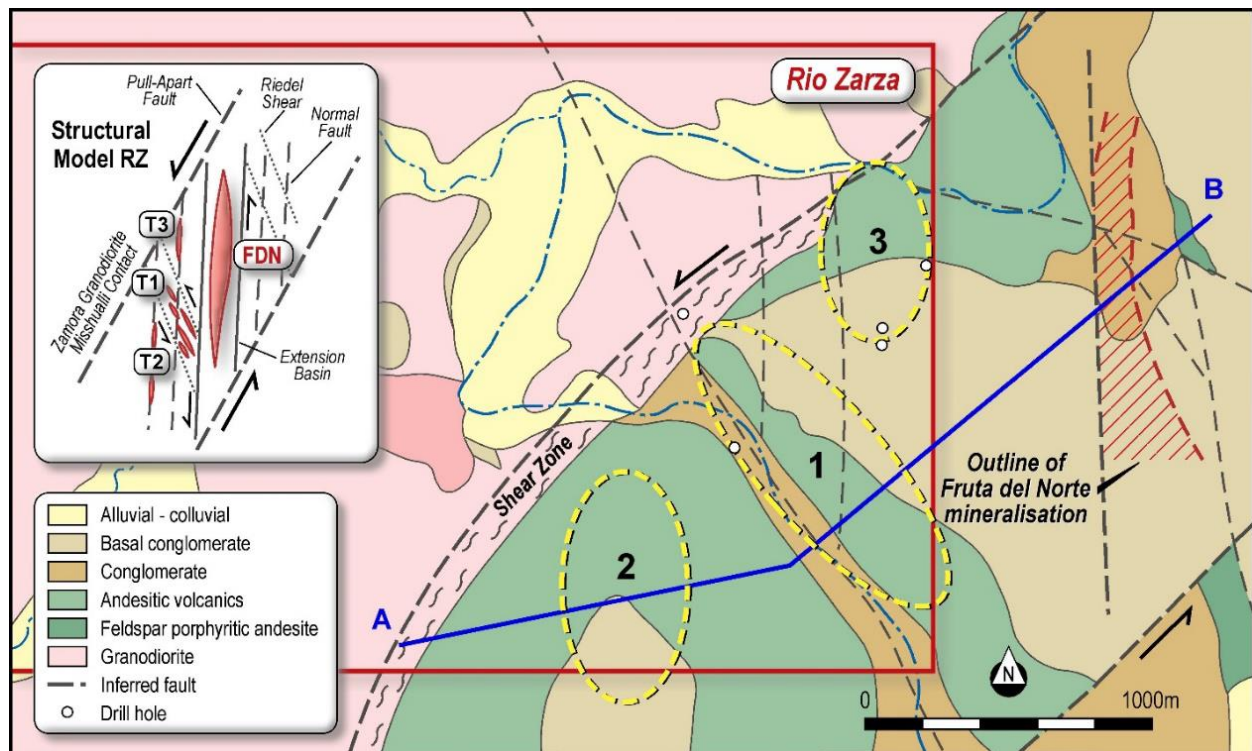 Rio Zarza
Structural
Model RZ
Pull-Apart
Fault
Riedel
Shear
Normal
Fault
T3
T1
T2
FDN
Zamora Granodiorite
Misshualli Contact
Extension
Basin
Alluvial - colluvial
Basal conglomerate
Conglomerate
Andesitic volcanics
Feldspar porphyritic andesite
Granodiorite
Inferred fault
Drill hole
Shear Zone
A
B
1
2
3
Outline of
Fruta del Norte
mineralisation
N
0
1000m